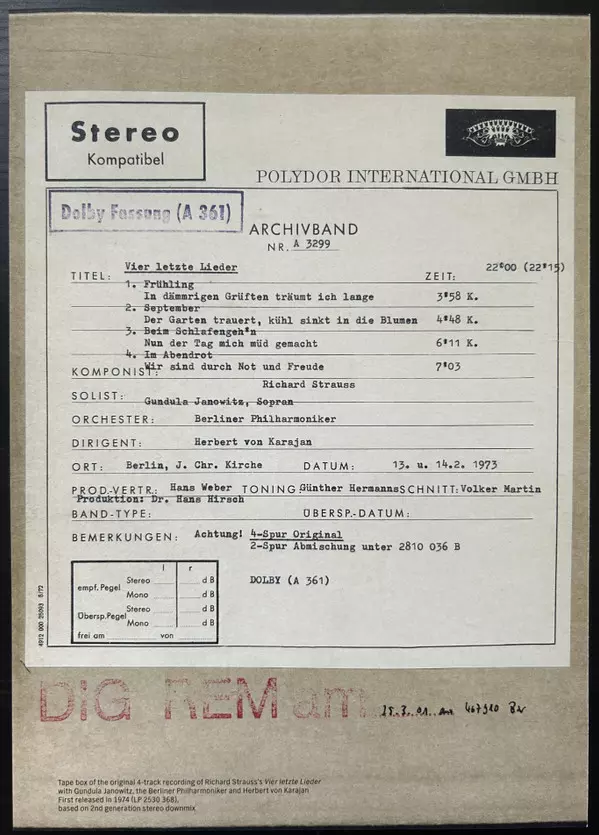 Stereo
Kompatibel
POLYDOR INTERNATIONAL GMBH
Dolby Fassung (A 361)
ARCHIVBAND
NR. A 3299
TITEL: Vier letzte Lieder ZEIT: 22'00 (22'15)
1. Frühling
In dämmrigen Grüften träumt ich lange 3'58 K.
2. September
Der Garten trauert, kühl sinkt in die Blumen 4'48 K.
3. Beim Schlafengeh'n
Nun der Tag mich müd gemacht 6'11 K.
4. Im Abendrot
Wir sind durch Not und Freude 7'03
KOMPONIST: Richard Strauss
SOLIST: Gundula Janowitz, Sopran
ORCHESTER: Berliner Philharmoniker
DIRIGENT: Herbert von Karajan
ORT: Berlin, J. Chr. Kirche DATUM: 13. u. 14.2. 1973
PROD.-VERTR.: Hans Weber TONING Günther Hermanns SCHNITT: Volker Martin
Produktion: Dr. Hans Hirsch
BAND-TYPE: ÜBERSP.-DATUM:
BEMERKUNGEN: Achtung! 4-Spur Original
2-Spur Abmischung unter 2810 036 B
DOLBY (A 361)
l r
empf. Pegel Stereo dB
Mono dB
Übersp.Pegel Stereo dB
Mono dB
frei am von
4912 000 25093 5/72
DIG REM am 25.3.01 467910
Tape box of the original 4-track recording of Richard Strauss's Vier letzte Lieder
with Gundula Janowitz, the Berliner Philharmoniker and Herbert von Karajan
First released in 1974 (LP 2530 368),
based on 2nd generation stereo downmix